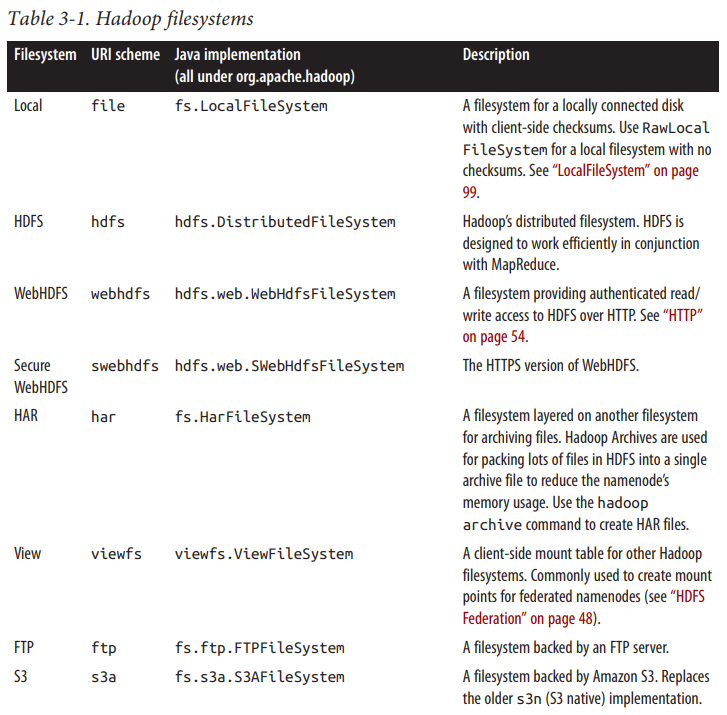 Table 3-1. Hadoop filesystems
Filesystem URI scheme Java implementation Description
(all under org.apache.hadoop)
Local file fs.LocalFileSystem A filesystem for a locally connected disk
with client-side checksums. Use RawLocal
FileSystem for a local filesystem with no
checksums. See “LocalFileSystem” on page
99.
HDFS hdfs hdfs.DistributedFileSystem Hadoop’s distributed filesystem. HDFS is
designed to work efficiently in conjunction
with MapReduce.
WebHDFS webhdfs hdfs.web.WebHdfsFileSystem A filesystem providing authenticated read/
write access to HDFS over HTTP. See “HTTP”
on page 54.
Secure swebhdfs hdfs.web.SWebHdfsFileSystem The HTTPS version of WebHDFS.
WebHDFS
HAR har fs.HarFileSystem A filesystem layered on another filesystem
for archiving files. Hadoop Archives are used
for packing lots of files in HDFS into a single
archive file to reduce the namenode’s
memory usage. Use the hadoop
archive command to create HAR files.
View viewfs viewfs.ViewFileSystem A client-side mount table for other Hadoop
filesystems. Commonly used to create mount
points for federated namenodes (see “HDFS
Federation” on page 48).
FTP ftp fs.ftp.FTPFileSystem A filesystem backed by an FTP server.
S3 s3a fs.s3a.S3AFileSystem A filesystem backed by Amazon S3. Replaces
the older s3n (S3 native) implementation.